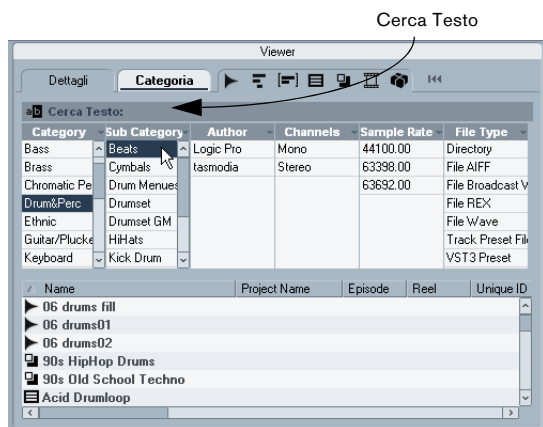 Cerca Testo
Viewer
Dettagli Categoria
ab Cerca Testo:
Category Sub Category Author Channels Sample Rate File Type
Bass Beats Logic Pro Mono 44100.00 Directory
Brass Cymbals tasmodia Stereo 63398.00 File AIFF
Chromatic Pe Drum Menues 63692.00 File Broadcast V
Drum&Perc Drumset File REX
Ethnic Drumset GM File Wave
Guitar/Plucke HiHats Track Preset File
Keyboard Kick Drum VST3 Preset
Name Project Name Episode Reel Unique ID
06 drums fill
06 drums01
06 drums02
90s HipHop Drums
90s Old School Techno
Acid Drumloop